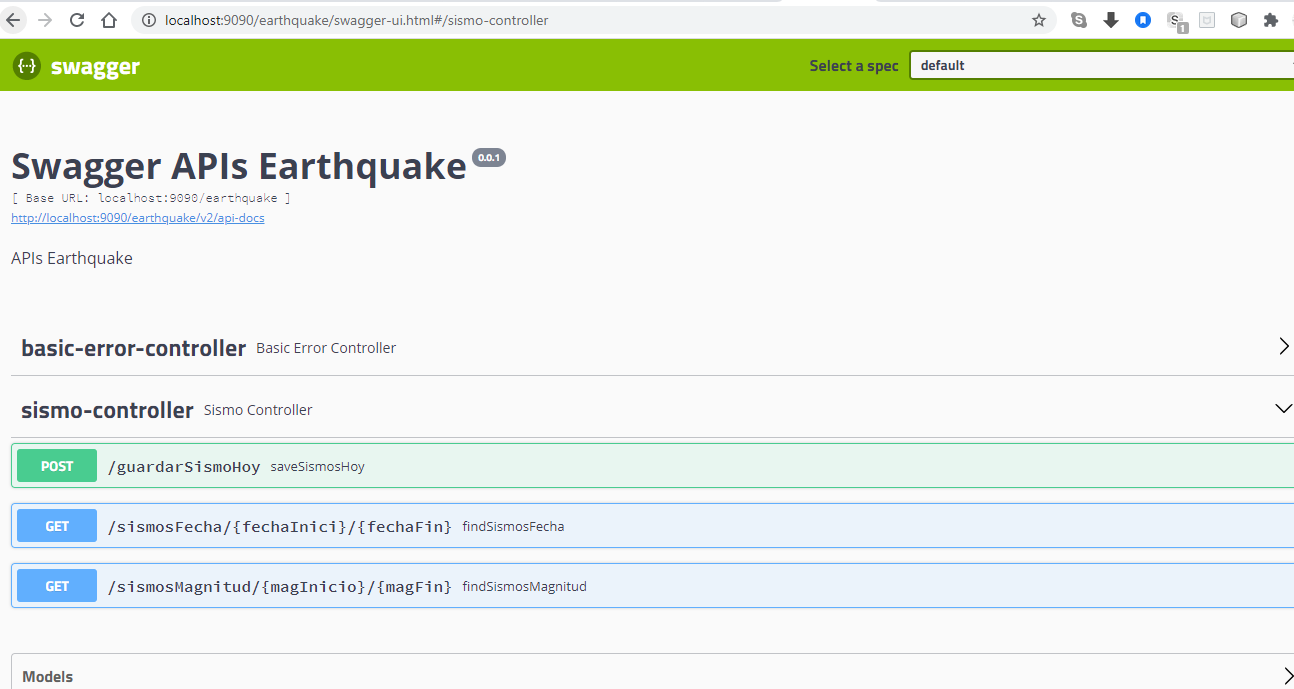 localhost:9090/earthquake/swagger-ui.html#/sismo-controller
S S 1
{··} swagger Select a spec default
Swagger APIs Earthquake 0.0.1
[ Base URL: localhost:9090/earthquake ]
http://localhost:9090/earthquake/v2/api-docs
APIs Earthquake
basic-error-controller Basic Error Controller
sismo-controller Sismo Controller
POST /guardarSismoHoy saveSismosHoy
GET /sismosFecha/{fechaInici}/{fechaFin} findSismosFecha
GET /sismosMagnitud/{magInicio}/{magFin} findSismosMagnitud
Models